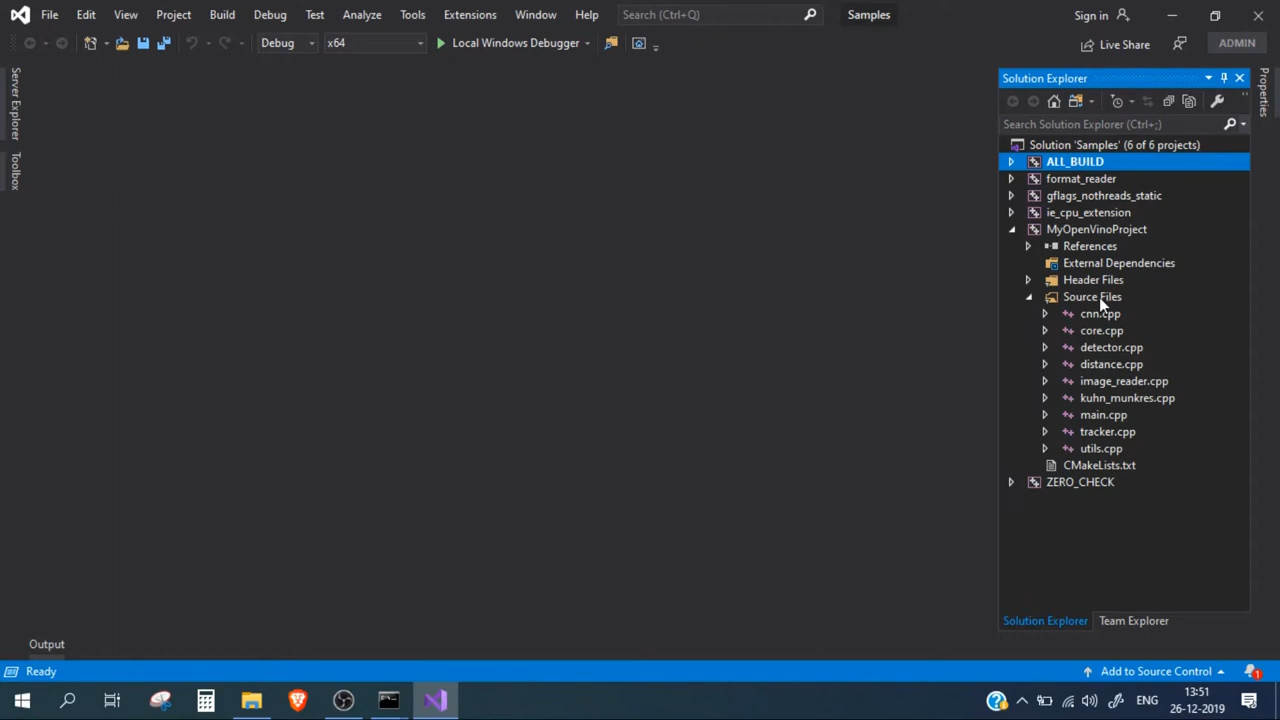 File Edit View Project Build Debug Test Analyze Tools Extensions Window Help Search (Ctrl+Q) Samples Sign in
Debug x64 Local Windows Debugger Live Share ADMIN
Server Explorer
Toolbox
Solution Explorer
Properties
Search Solution Explorer (Ctrl+;)
Solution 'Samples' (6 of 6 projects)
ALL_BUILD
format_reader
gflags_nothreads_static
ie_cpu_extension
MyOpenVinoProject
References
External Dependencies
Header Files
Source Files
cnn.cpp
core.cpp
detector.cpp
distance.cpp
image_reader.cpp
kuhn_munkres.cpp
main.cpp
tracker.cpp
utils.cpp
CMakeLists.txt
ZERO_CHECK
Solution Explorer Team Explorer
Output
Ready Add to Source Control 1
ENG 13:51
26-12-2019